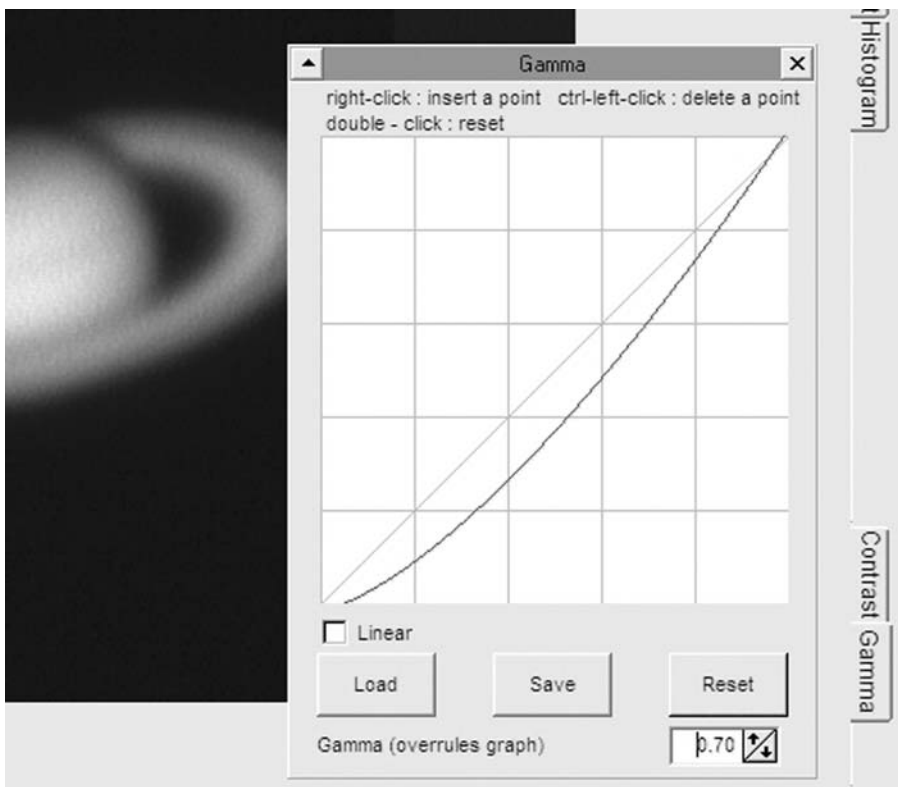 Gamma
right-click : insert a point   ctrl-left-click : delete a point
double - click : reset
Linear
Load
Save
Reset
Gamma (overrules graph)
0.70
Histogram
Contrast
Gamma